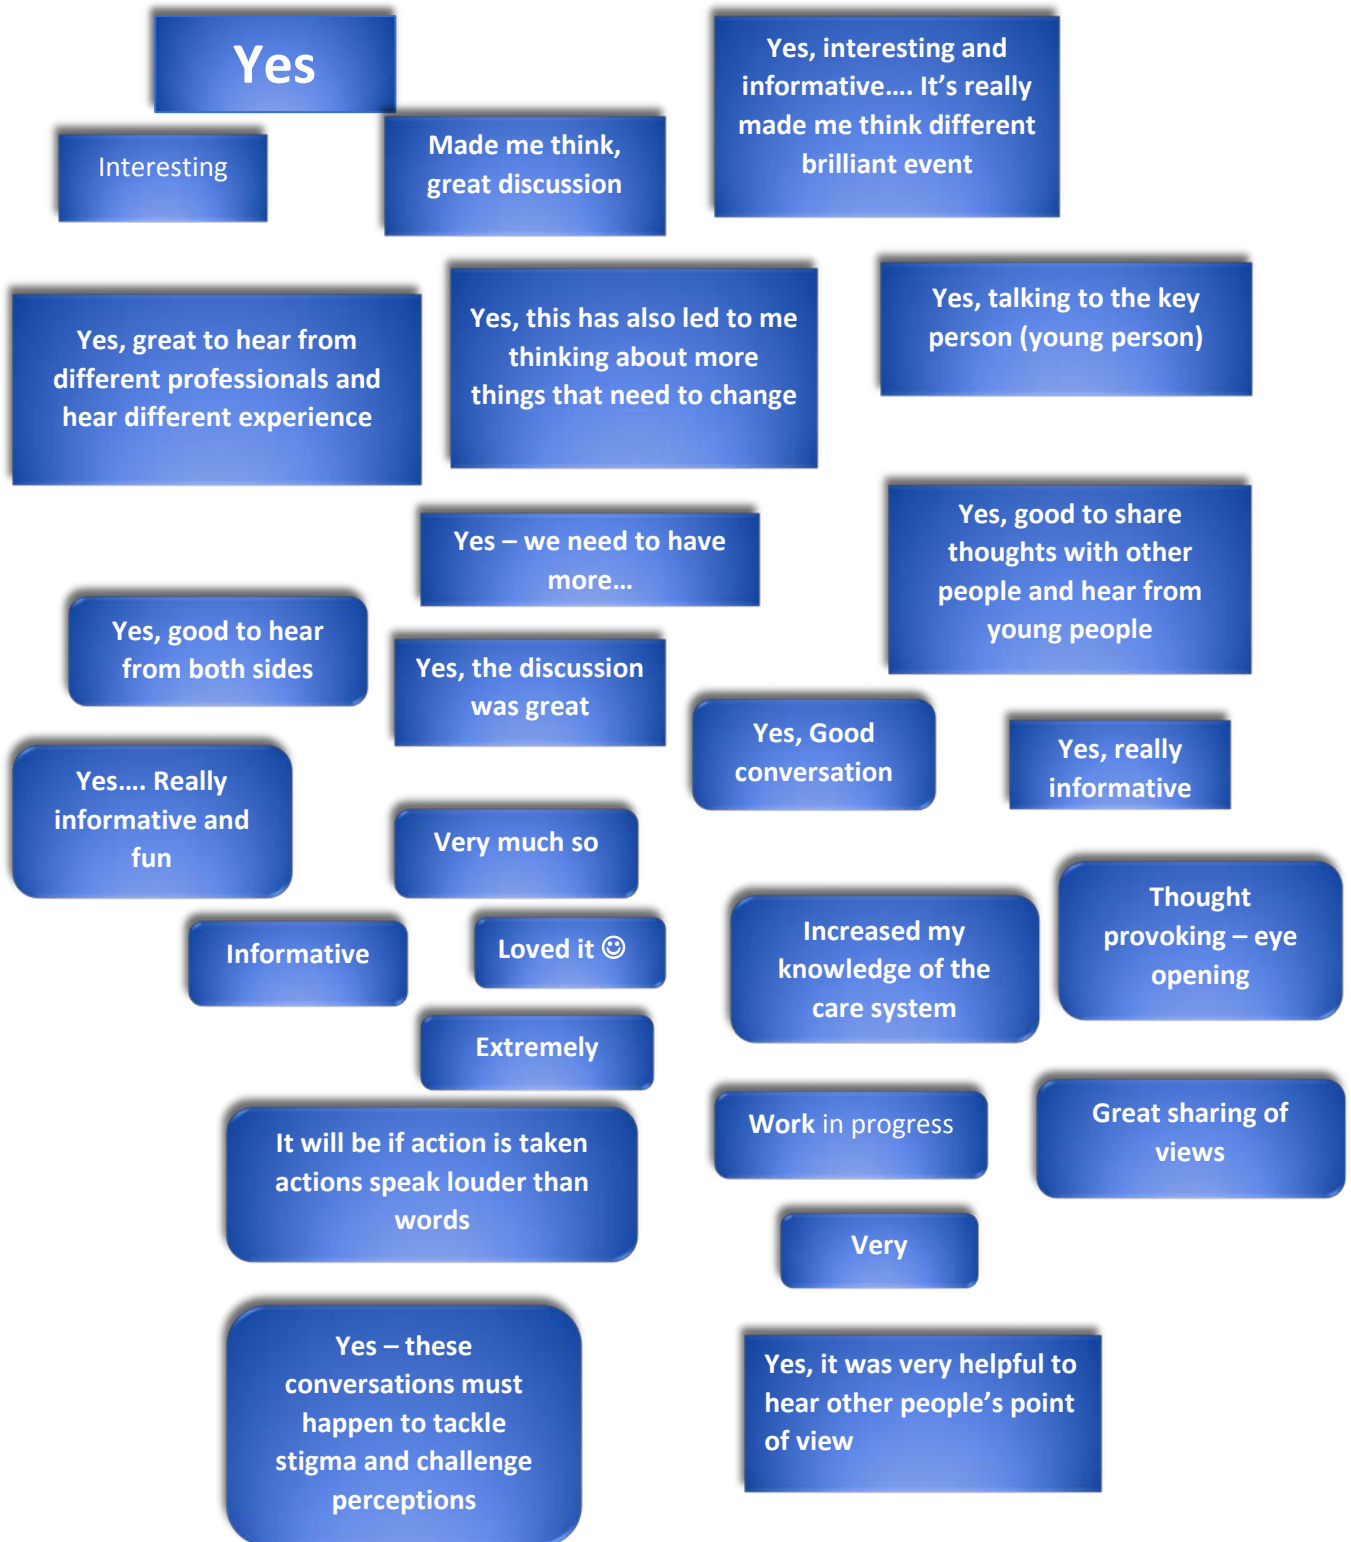 Yes
Interesting
Made me think,
great discussion
Yes, interesting and
informative.... It’s really
made me think different
brilliant event
Yes, great to hear from
different professionals and
hear different experience
Yes, this has also led to me
thinking about more
things that need to change
Yes, talking to the key
person (young person)
Yes – we need to have
more...
Yes, good to share
thoughts with other
people and hear from
young people
Yes, good to hear
from both sides
Yes, the discussion
was great
Yes, Good
conversation
Yes, really
informative
Yes.... Really
informative and
fun
Very much so
Informative
Loved it ☺
Increased my
knowledge of the
care system
Thought
provoking – eye
opening
Extremely
Work in progress
Great sharing of
views
It will be if action is taken
actions speak louder than
words
Very
Yes – these
conversations must
happen to tackle
stigma and challenge
perceptions
Yes, it was very helpful to
hear other people’s point
of view